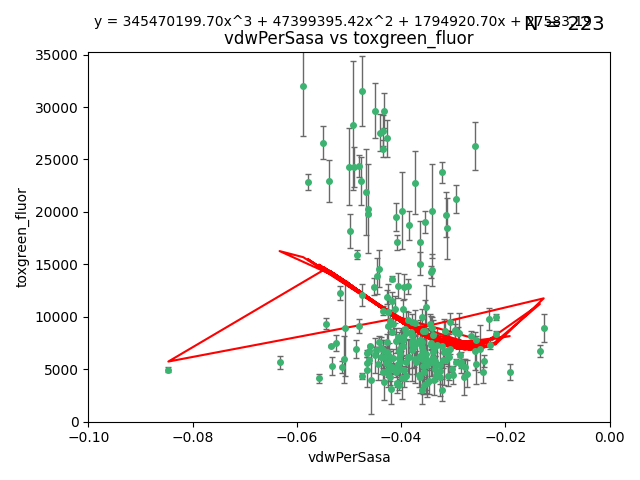 y = 345470199.70x^3 + 47399395.42x^2 + 1794920.70x +
N = 223
vdwPerSasa vs toxgreen_fluor
toxgreen_fluor
35000
30000
25000
20000
15000
10000
5000
0
−0.10
−0.08
−0.06
−0.04
−0.02
0.00
vdwPerSasa